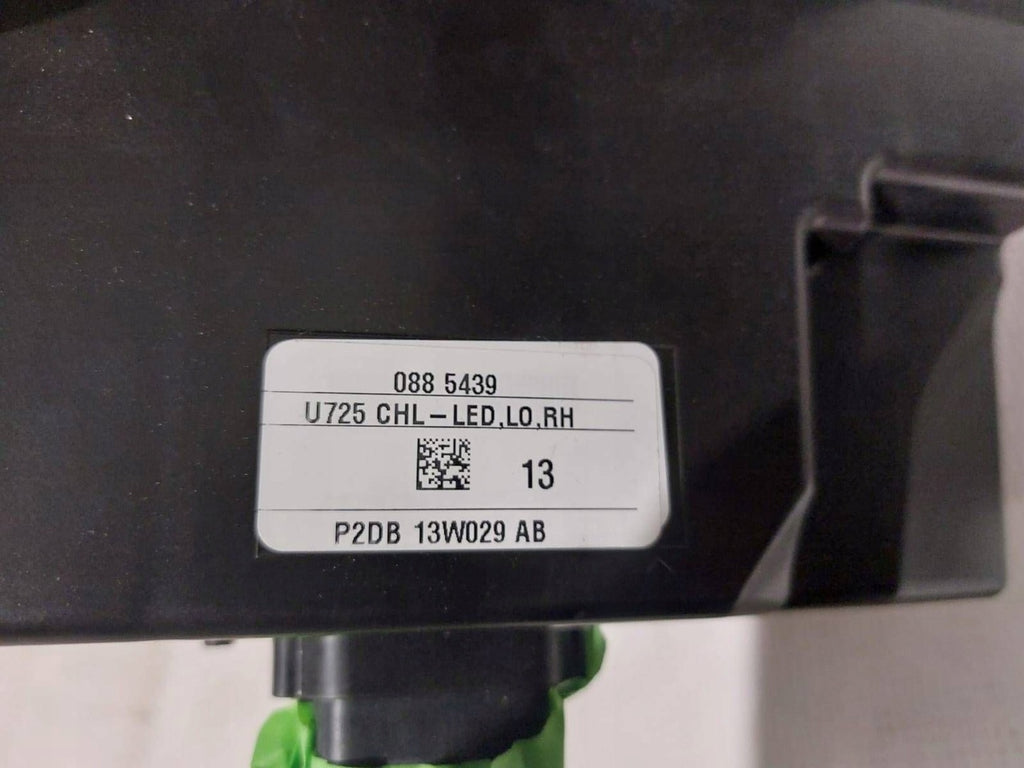 088 5439
U725 CHL-LED,LO,RH
13
P2DB 13W029 AB